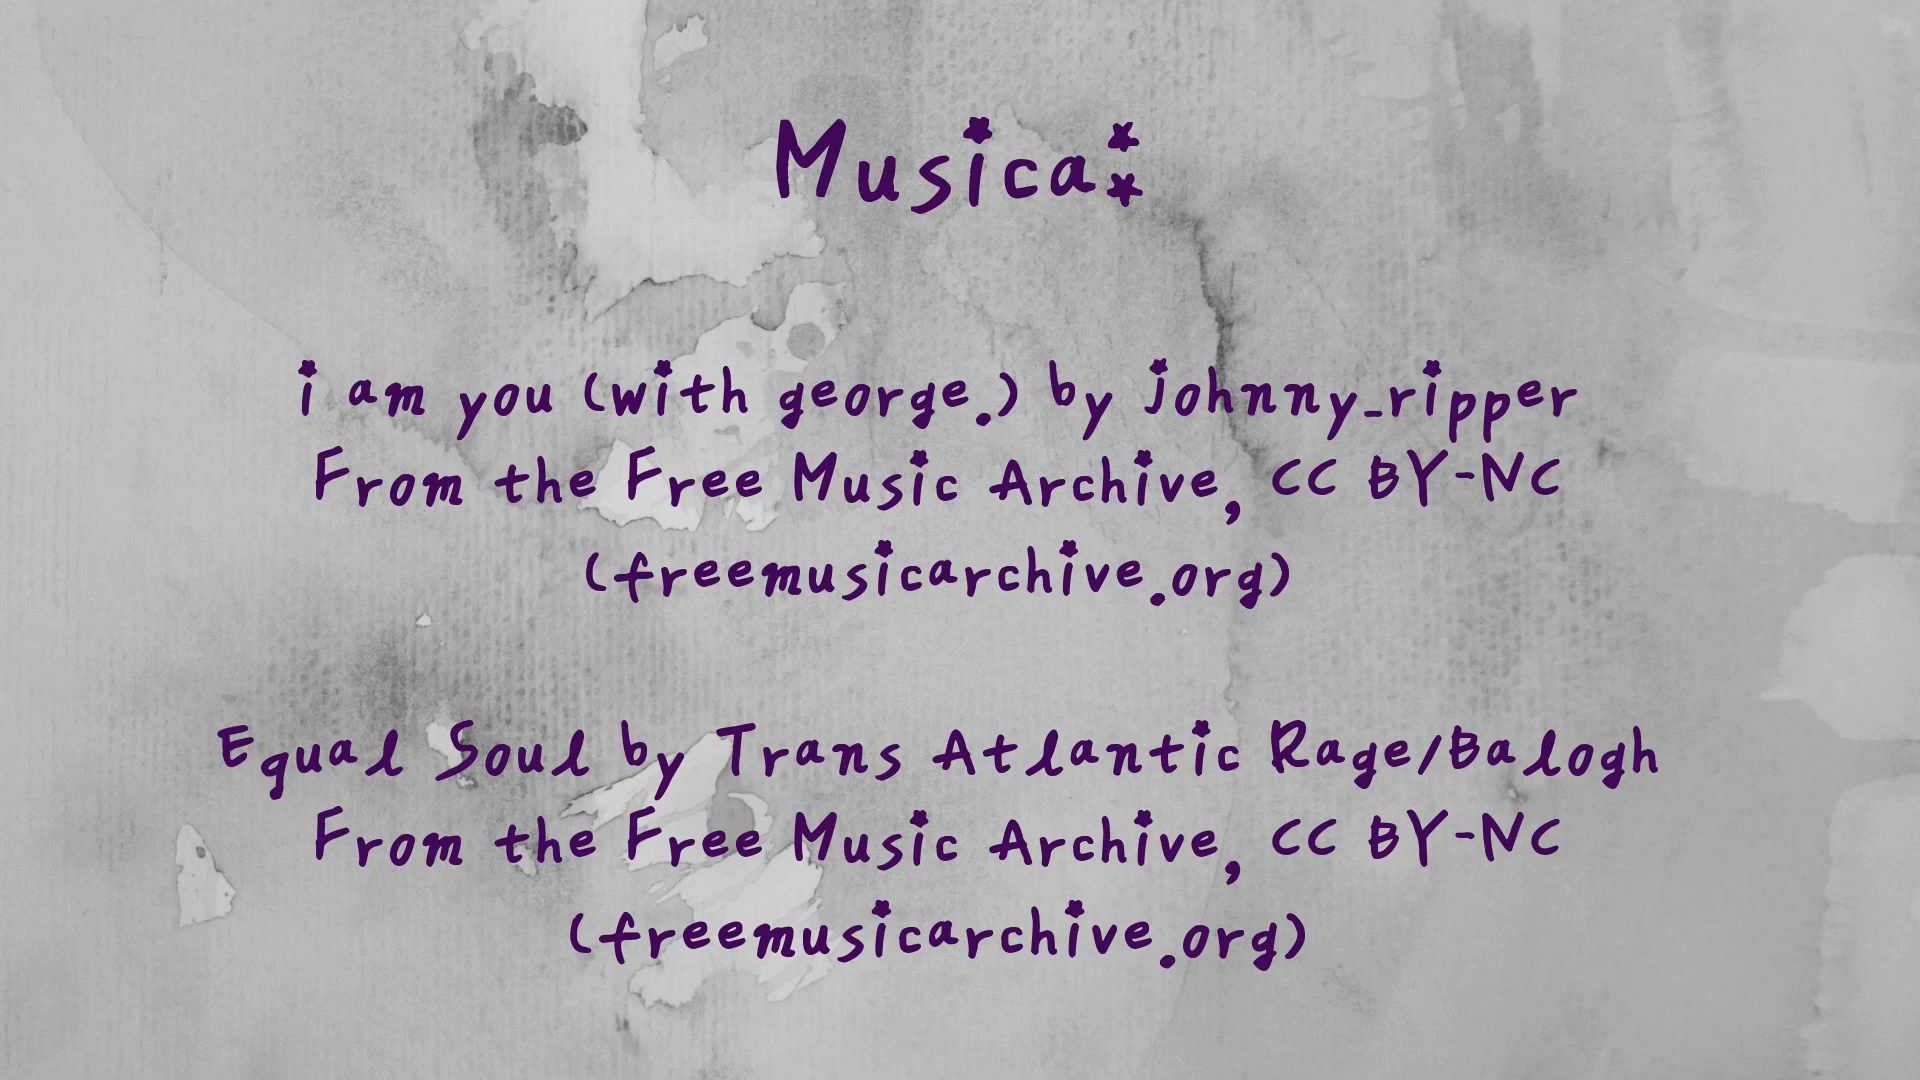 Musica:
i am you (with george.) by johnny_ripper
From the Free Music Archive, CC BY-NC
(freemusicarchive.org)
Equal Soul by Trans Atlantic Rage/Balogh
From the Free Music Archive, CC BY-NC
(freemusicarchive.org)